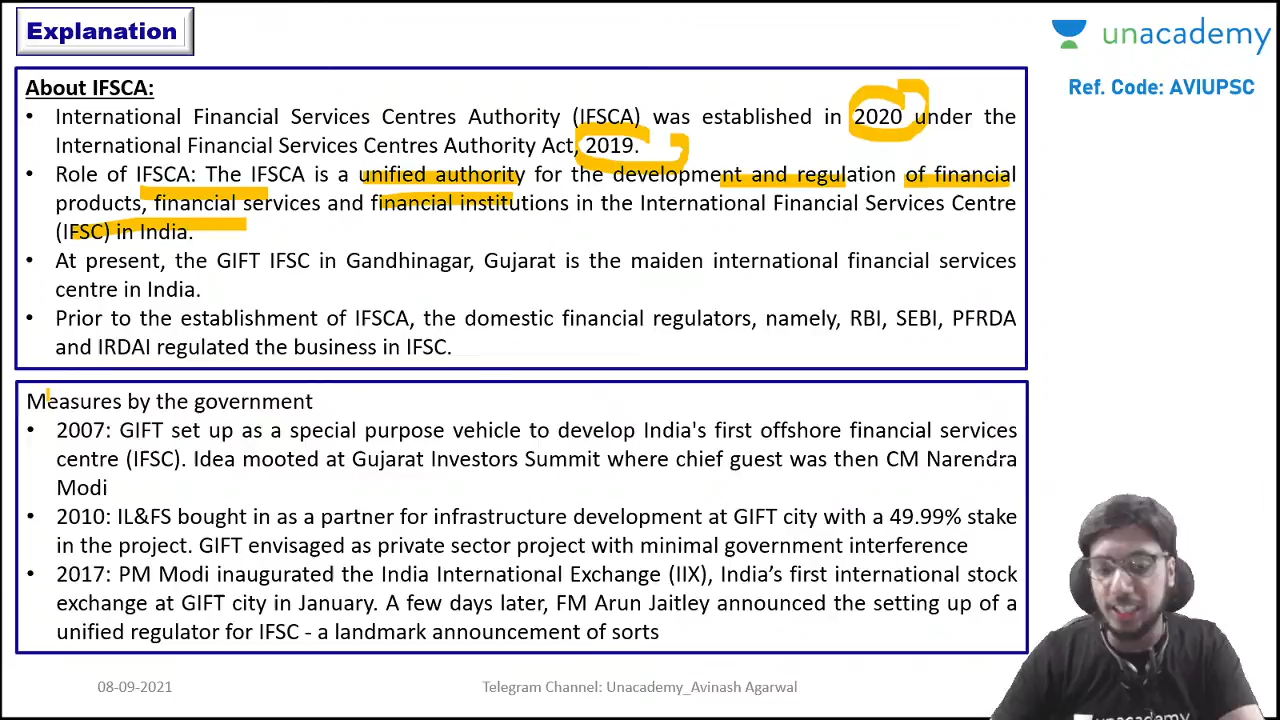 Explanation
unacademy
Ref. Code: AVIUPSC
About IFSCA:
• International Financial Services Centres Authority (IFSCA) was established in 2020 under the
International Financial Services Centres Authority Act, 2019.
• Role of IFSCA: The IFSCA is a unified authority for the development and regulation of financial
products, financial services and financial institutions in the International Financial Services Centre
(IFSC) in India.
• At present, the GIFT IFSC in Gandhinagar, Gujarat is the maiden international financial services
centre in India.
• Prior to the establishment of IFSCA, the domestic financial regulators, namely, RBI, SEBI, PFRDA
and IRDAI regulated the business in IFSC.
Measures by the government
• 2007: GIFT set up as a special purpose vehicle to develop India's first offshore financial services
centre (IFSC). Idea mooted at Gujarat Investors Summit where chief guest was then CM Narendra
Modi
• 2010: IL&FS bought in as a partner for infrastructure development at GIFT city with a 49.99% stake
in the project. GIFT envisaged as private sector project with minimal government interference
• 2017: PM Modi inaugurated the India International Exchange (IIX), India’s first international stock
exchange at GIFT city in January. A few days later, FM Arun Jaitley announced the setting up of a
unified regulator for IFSC - a landmark announcement of sorts
08-09-2021
Telegram Channel: Unacademy_Avinash Agarwal
unacademy